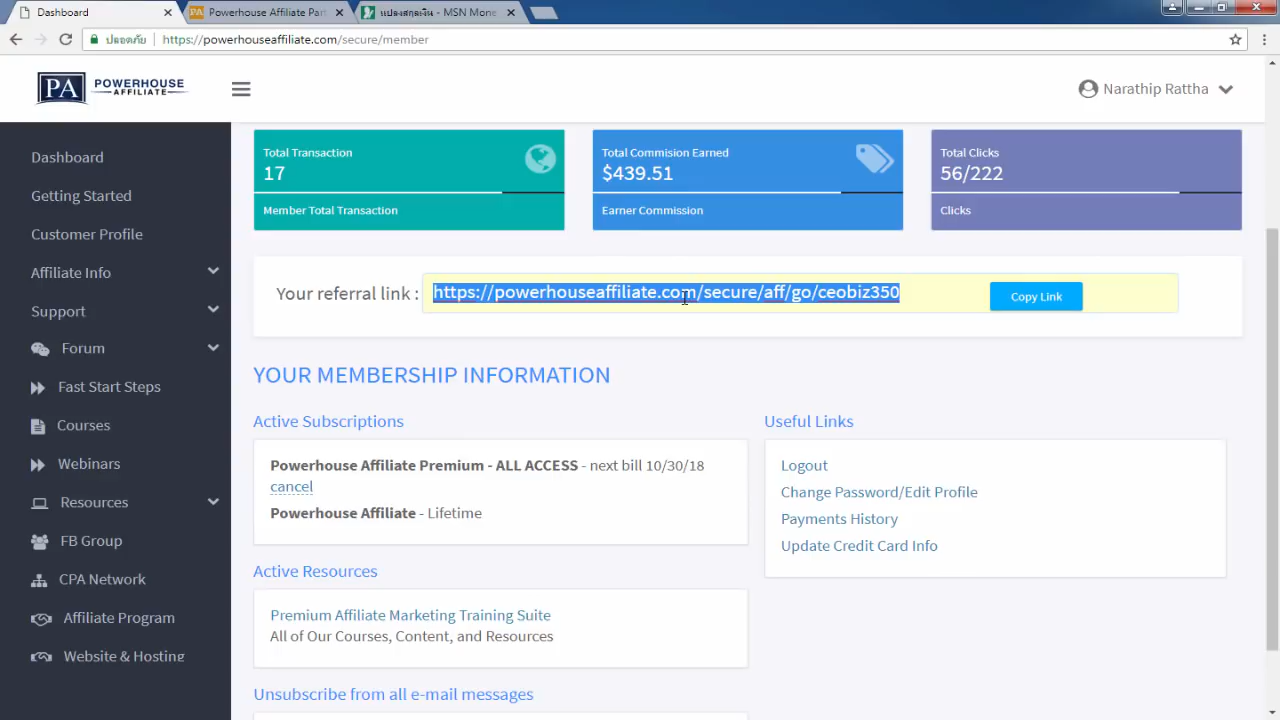 Dashboard
Powerhouse Affiliate Par
แปลงสกุลเงิน - MSN Mone
ปลอดภัย
https://powerhouseaffiliate.com/secure/member
PA
POWERHOUSE
AFFILIATE
Narathip Rattha
Dashboard
Getting Started
Customer Profile
Affiliate Info
Support
Forum
Fast Start Steps
Courses
Webinars
Resources
FB Group
CPA Network
Affiliate Program
Website & Hosting
Total Transaction
17
Member Total Transaction
Total Commision Earned
$439.51
Earner Commission
Total Clicks
56/222
Clicks
Your referral link :
https://powerhouseaffiliate.com/secure/aff/go/ceobiz350
Copy Link
YOUR MEMBERSHIP INFORMATION
Active Subscriptions
Powerhouse Affiliate Premium - ALL ACCESS - next bill 10/30/18
cancel
Powerhouse Affiliate - Lifetime
Active Resources
Premium Affiliate Marketing Training Suite
All of Our Courses, Content, and Resources
Unsubscribe from all e-mail messages
Useful Links
Logout
Change Password/Edit Profile
Payments History
Update Credit Card Info